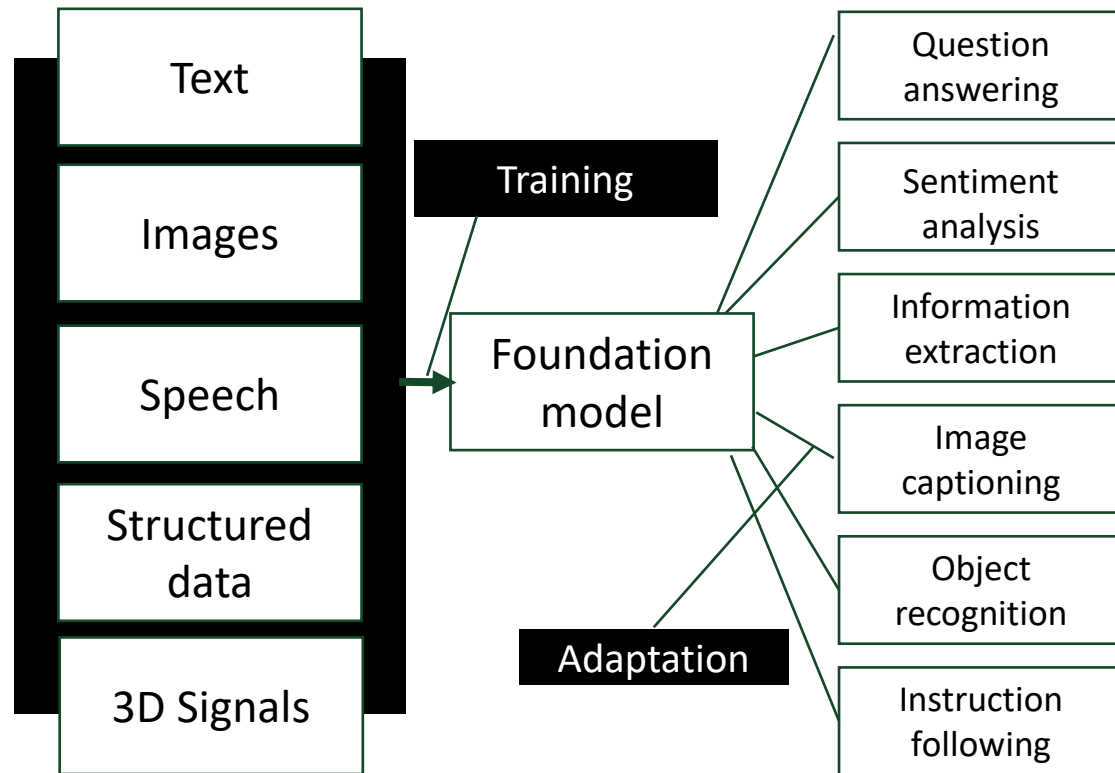 Text
Images
Speech
Structured
data
3D Signals
Training
Foundation
model
Adaptation
Question
answering
Sentiment
analysis
Information
extraction
Image
captioning
Object
recognition
Instruction
following